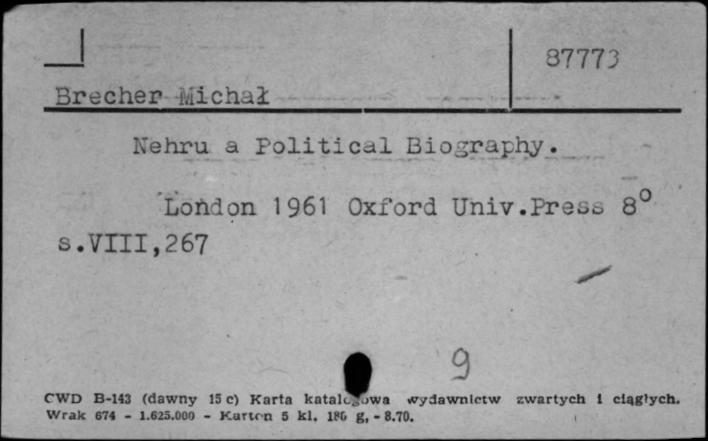 87773
Brecher Michał
Nehru a Political Biography.
London 1961 Oxford Univ.Press 8°
s.VIII,267
9
CWD B-143 (dawny 15 c) Karta katalogowa wydawnictw zwartych i ciągłych.
Wrak 674 - 1.625.000 - Karton 5 kl. 180 g, - 8.70.